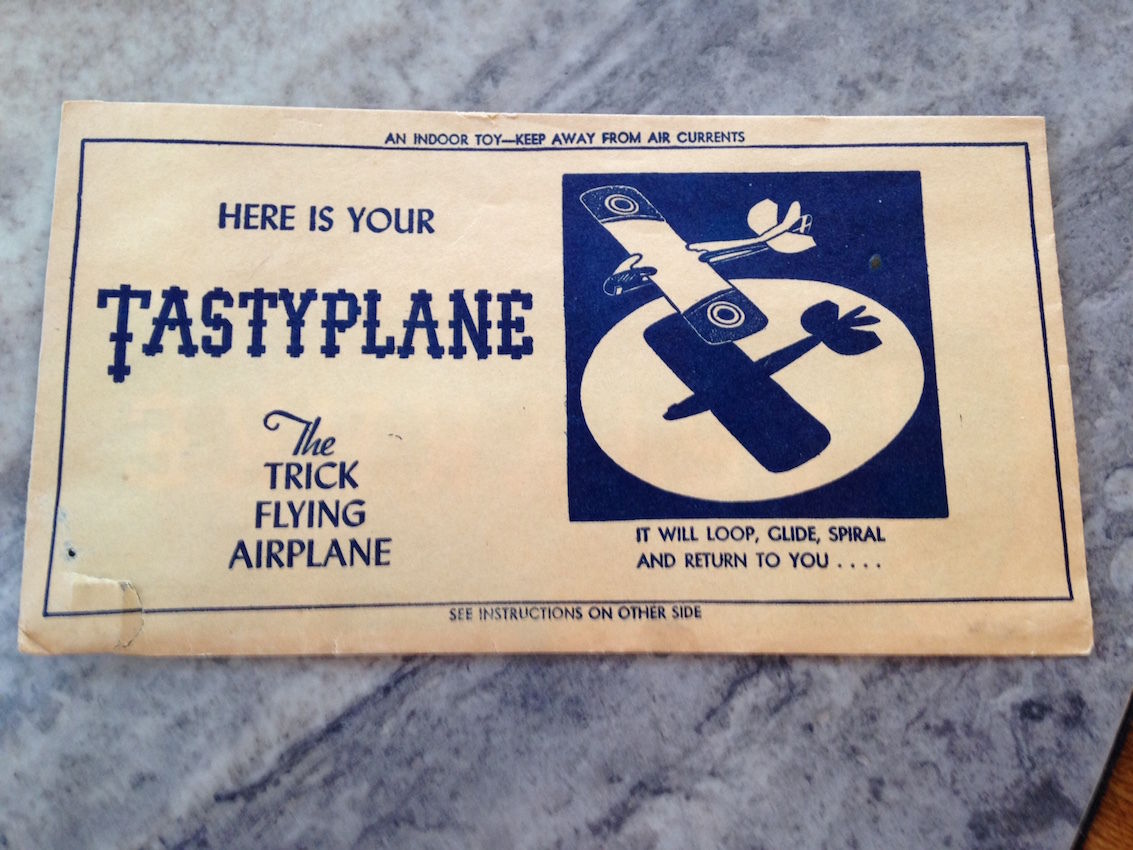 AN INDOOR TOY—KEEP AWAY FROM AIR CURRENTS
HERE IS YOUR
TASTYPLANE
The
TRICK
FLYING
AIRPLANE
IT WILL LOOP, GLIDE, SPIRAL
AND RETURN TO YOU . . . .
SEE INSTRUCTIONS ON OTHER SIDE